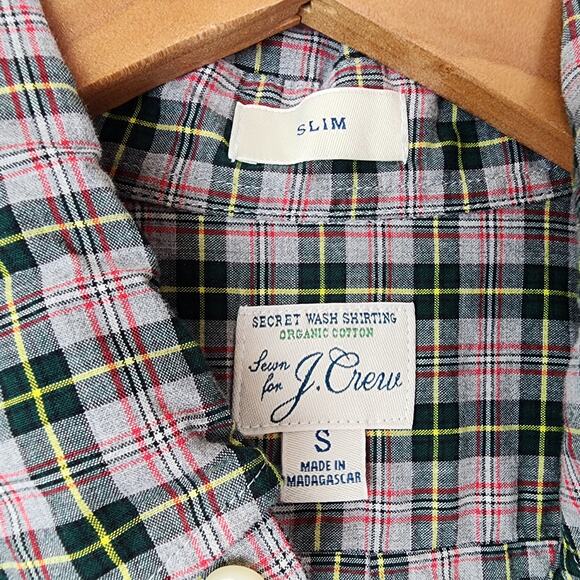 SLIM
SECRET WASH SHIRTING
ORGANIC COTTON
Sewn for J.Crew
S
MADE IN
MADAGASCAR